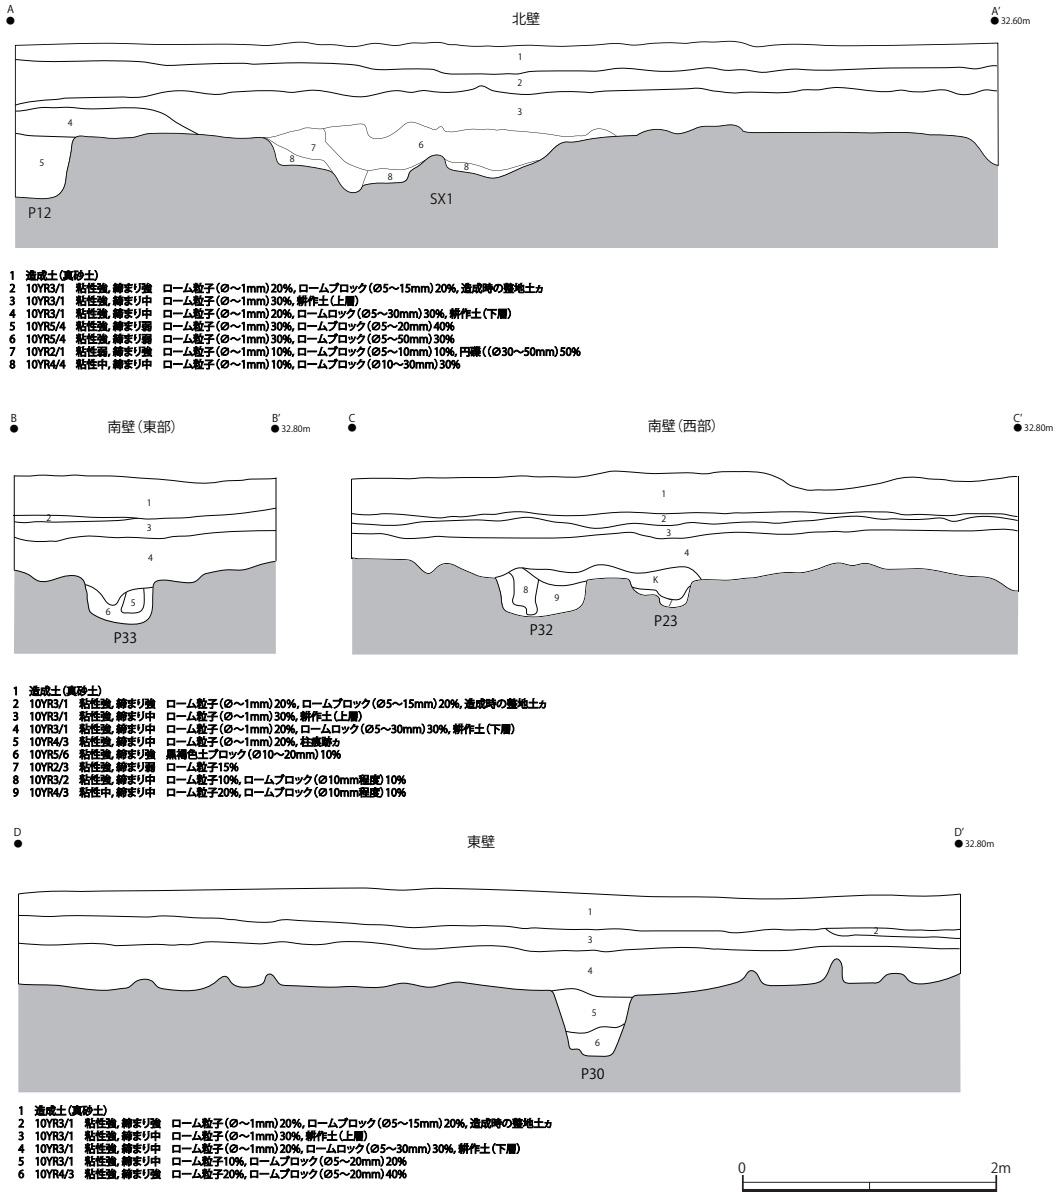 A 北壁 A'
32.60m
1
2
3
4
5
7
6
8
8
8
P12
SX1
1 造成土(真砂土)
2 10YR3/1 粘性強,締まり強 ローム粒子(∅～1mm)20%,ロームブロック(∅5～15mm)20%,造成時の整地土ヵ
3 10YR3/1 粘性強,締まり中 ローム粒子(∅～1mm)30%,耕作土(上層)
4 10YR3/1 粘性強,締まり中 ローム粒子(∅～1mm)20%,ロームロック(∅5～30mm)30%,耕作土(下層)
5 10YR5/4 粘性強,締まり弱 ローム粒子(∅～1mm)30%,ロームブロック(∅5～20mm)40%
6 10YR5/4 粘性強,締まり弱 ローム粒子(∅～1mm)30%,ロームブロック(∅5～50mm)30%
7 10YR2/1 粘性弱,締まり強 ローム粒子(∅～1mm)10%,ロームブロック(∅5～10mm)10%,円礫((∅30～50mm)50%
8 10YR4/4 粘性中,締まり中 ローム粒子(∅～1mm)10%,ロームブロック(∅10～30mm)30%
B 南壁(東部) B'
32.80m
1
2
3
4
5
6
P33
C 南壁(西部) C'
32.80m
1
2
3
4
K
8
9
7
P32
P23
1 造成土(真砂土)
2 10YR3/1 粘性強,締まり強 ローム粒子(∅～1mm)20%,ロームブロック(∅5～15mm)20%,造成時の整地土ヵ
3 10YR3/1 粘性強,締まり中 ローム粒子(∅～1mm)30%,耕作土(上層)
4 10YR3/1 粘性強,締まり中 ローム粒子(∅～1mm)20%,ロームロック(∅5～30mm)30%,耕作土(下層)
5 10YR4/3 粘性強,締まり中 ローム粒子(∅～1mm)20%,柱痕跡ヵ
6 10YR5/6 粘性強,締まり強 黒褐色土ブロック(∅10～20mm)10%
7 10YR2/3 粘性強,締まり弱 ローム粒子15%
8 10YR3/2 粘性強,締まり中 ローム粒子10%,ロームブロック(∅10mm程度)10%
9 10YR4/3 粘性中,締まり中 ローム粒子20%,ロームブロック(∅10mm程度)10%
D 東壁 D'
32.80m
1
2
3
4
5
6
P30
1 造成土(真砂土)
2 10YR3/1 粘性強,締まり強 ローム粒子(∅～1mm)20%,ロームブロック(∅5～15mm)20%,造成時の整地土ヵ
3 10YR3/1 粘性強,締まり中 ローム粒子(∅～1mm)30%,耕作土(上層)
4 10YR3/1 粘性強,締まり中 ローム粒子(∅～1mm)20%,ロームロック(∅5～30mm)30%,耕作土(下層)
5 10YR3/1 粘性強,締まり中 ローム粒子10%,ロームブロック(∅5～20mm)20%
6 10YR4/3 粘性強,締まり強 ローム粒子20%,ロームブロック(∅5～20mm)40%
0 2m